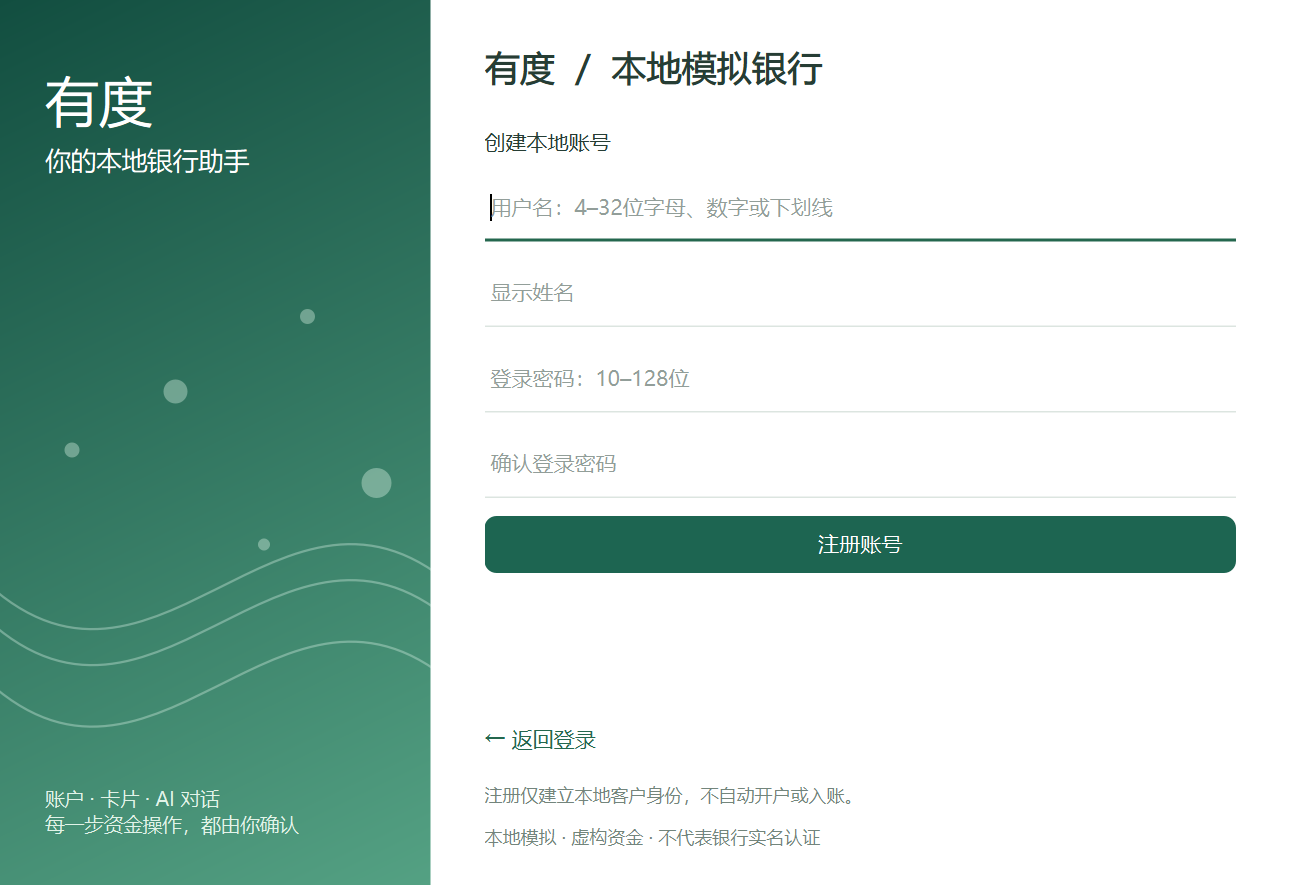 有度
你的本地银行助手
账户 · 卡片 · AI 对话
每一步资金操作，都由你确认
有度 / 本地模拟银行
创建本地账号
用户名：4–32位字母、数字或下划线
显示姓名
登录密码：10–128位
确认登录密码
注册账号
← 返回登录
注册仅建立本地客户身份，不自动开户或入账。
本地模拟 · 虚构资金 · 不代表银行实名认证